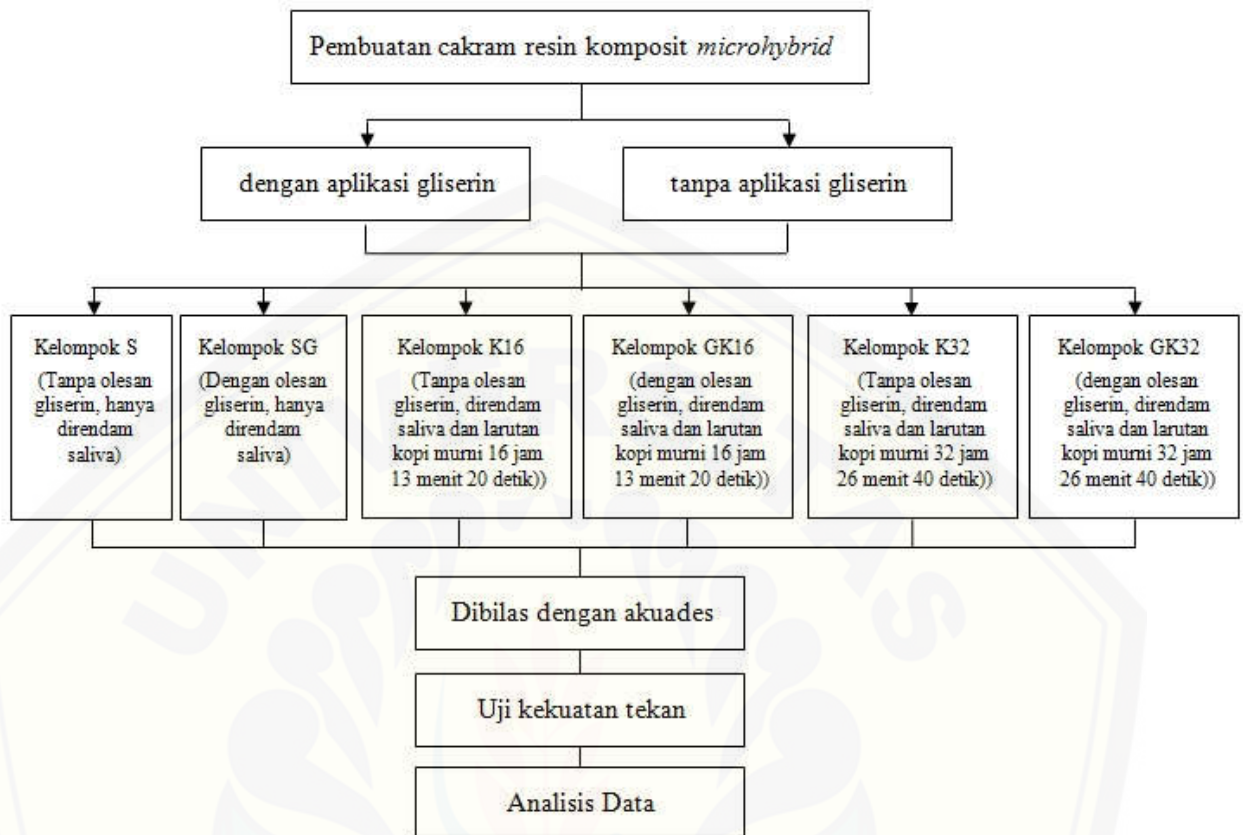 Pembuatan cakram resin komposit microhybrid
dengan aplikasi gliserin
tanpa aplikasi gliserin
Kelompok S
(Tanpa olesan
gliserin, hanya
direndam
saliva)
Kelompok SG
(Dengan olesan
gliserin, hanya
direndam
saliva)
Kelompok K16
(Tanpa olesan
gliserin, direndam
saliva dan larutan
kopi murni 16 jam
13 menit 20 detik))
Kelompok GK16
(dengan olesan
gliserin, direndam
saliva dan larutan
kopi murni 16 jam
13 menit 20 detik))
Kelompok K32
(Tanpa olesan
gliserin, direndam
saliva dan larutan
kopi murni 32 jam
26 menit 40 detik))
Kelompok GK32
(dengan olesan
gliserin, direndam
saliva dan larutan
kopi murni 32 jam
26 menit 40 detik))
Dibilas dengan akuades
Uji kekuatan tekan
Analisis Data